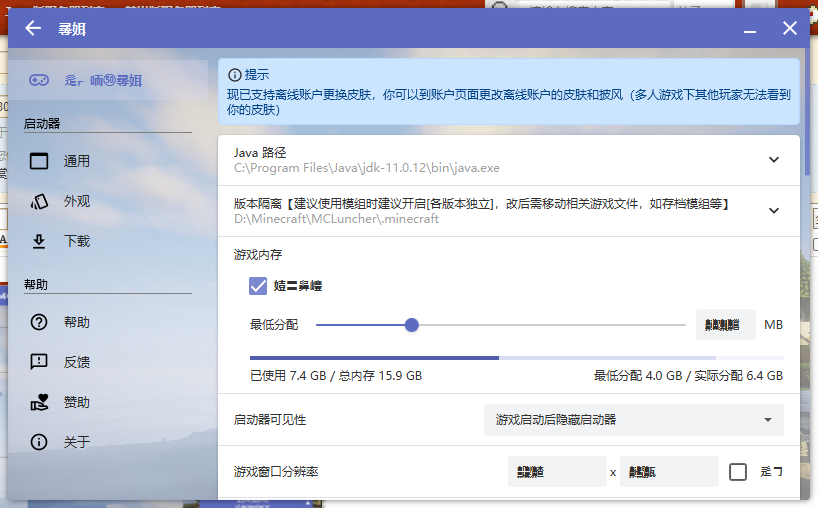 尋姐
启动器
通用
外观
下载
帮助
帮助
反馈
赞助
关于
提示
现已支持离线账户更换皮肤，你可以到账户页面更改离线账户的皮肤和披风（多人游戏下其他玩家无法看到
你的皮肤）
Java 路径
C:\Program Files\Java\jdk-11.0.12\bin\java.exe
版本隔离【建议使用模组时建议开启[各版本独立]，改后需移动相关游戏文件，如存档模组等】
D:\Minecraft\MCLuncher\.minecraft
游戏内存
最低分配
MB
已使用 7.4 GB / 总内存 15.9 GB
最低分配 4.0 GB / 实际分配 6.4 GB
启动器可见性
游戏启动后隐藏启动器
游戏窗口分辨率
x